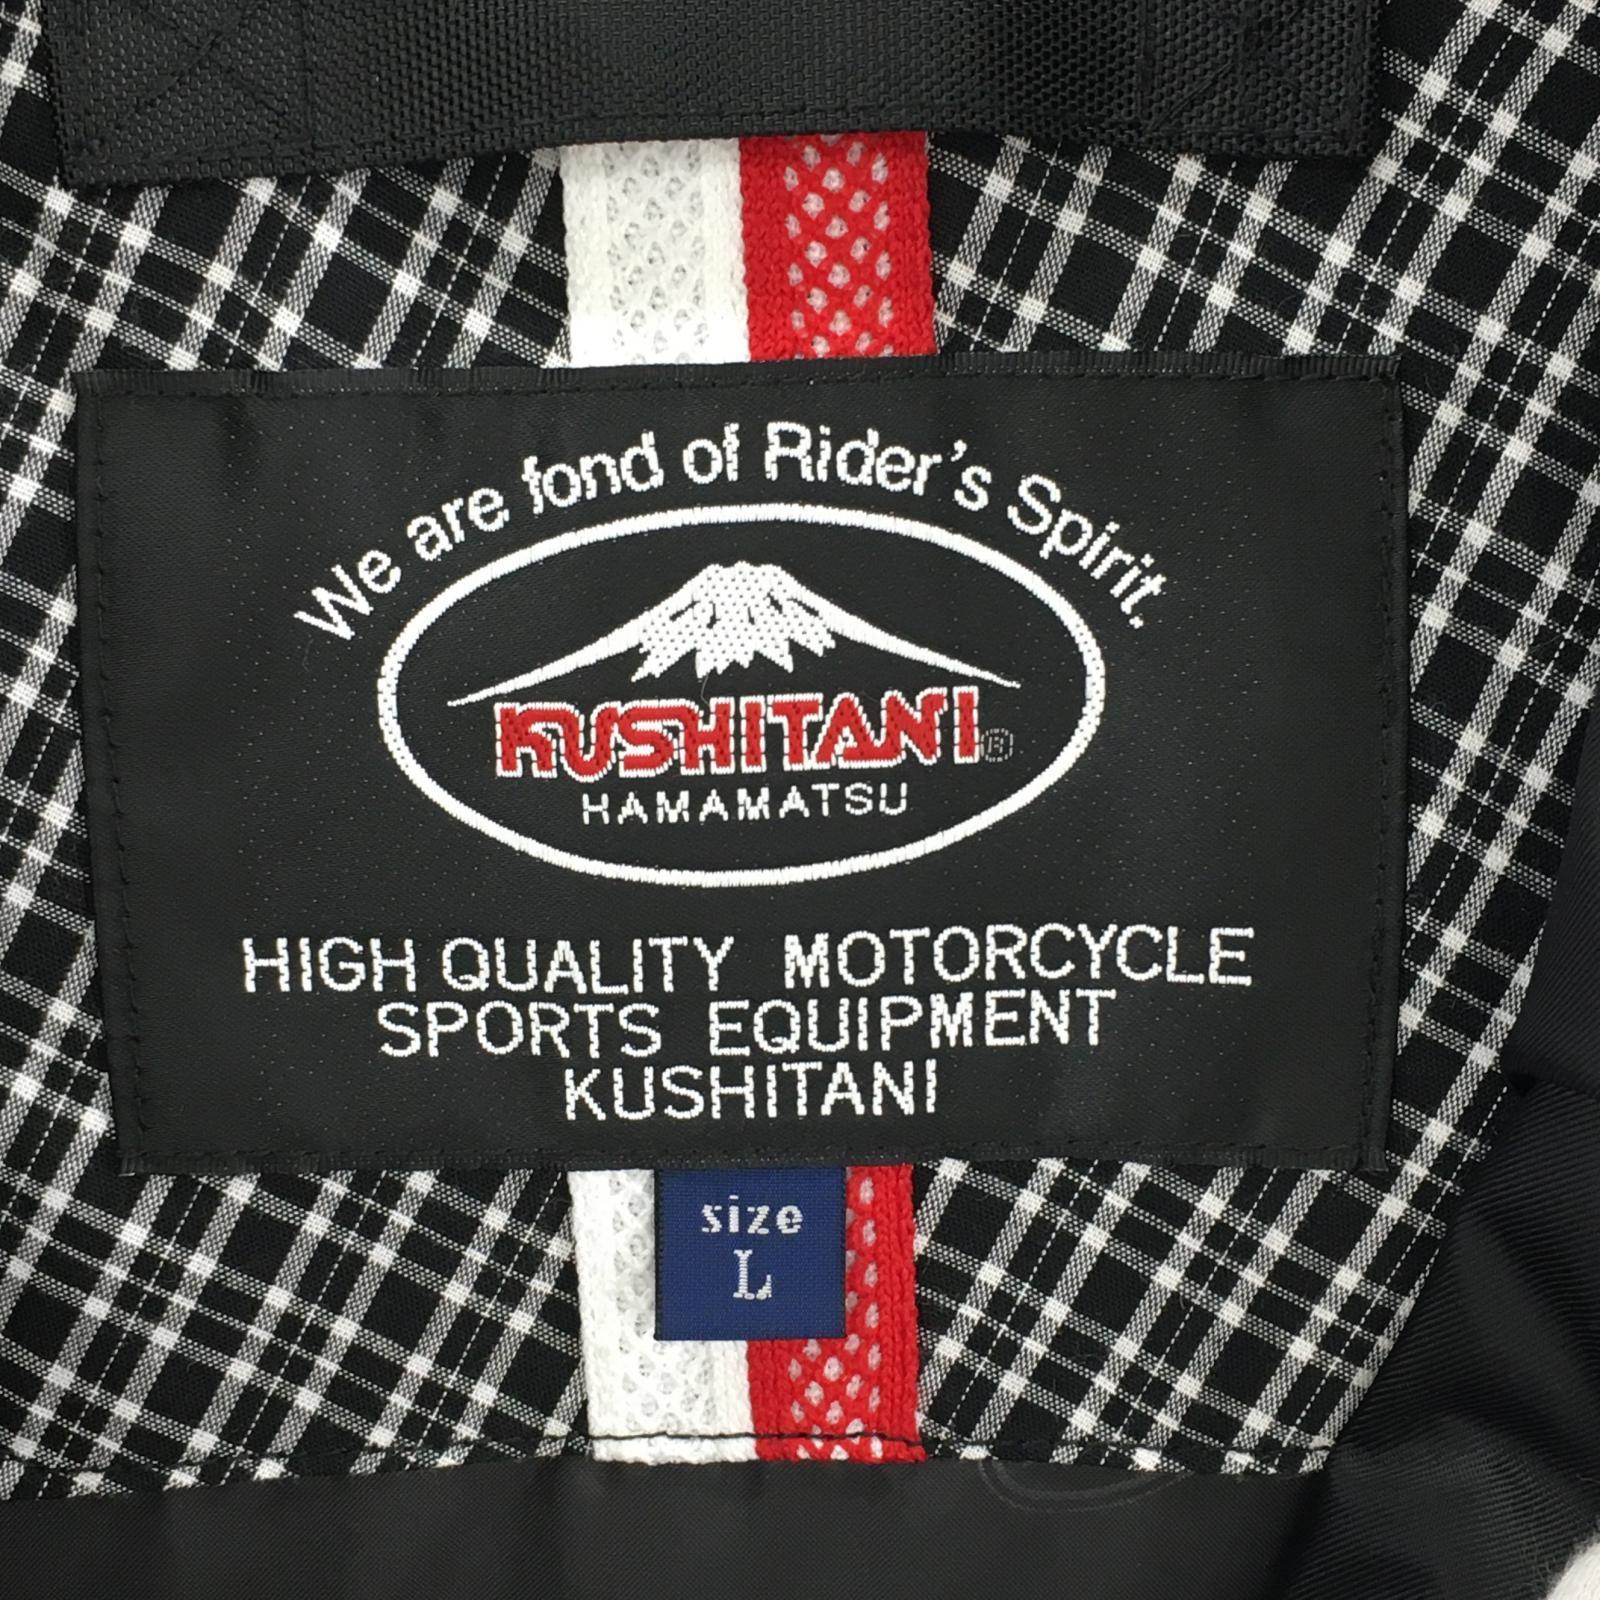 We are fond of Rider's Spirit.
KUSHITANI®
HAMAMATSU
HIGH QUALITY MOTORCYCLE
SPORTS EQUIPMENT
KUSHITANI
size
L